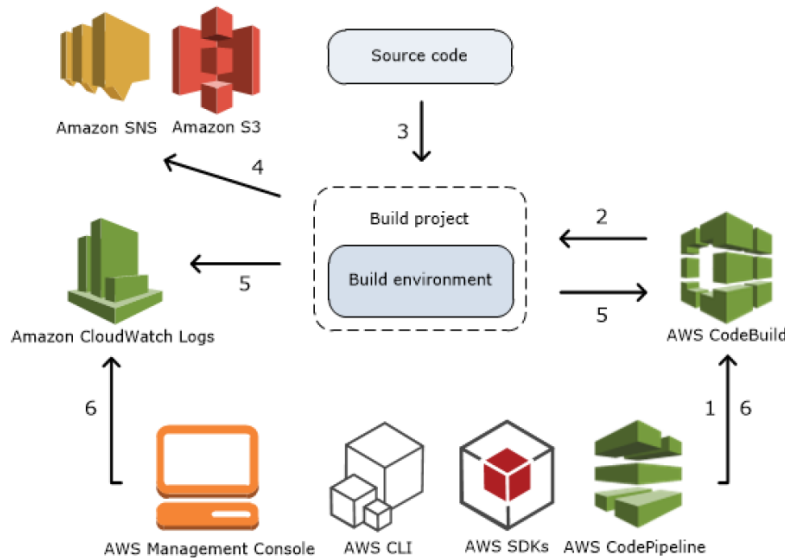 Source code
Amazon SNS
Amazon S3
3
4
Build project
2
Build environment
5
5
Amazon CloudWatch Logs
AWS CodeBuild
6
1
6
AWS Management Console
AWS CLI
AWS SDKs
AWS CodePipeline